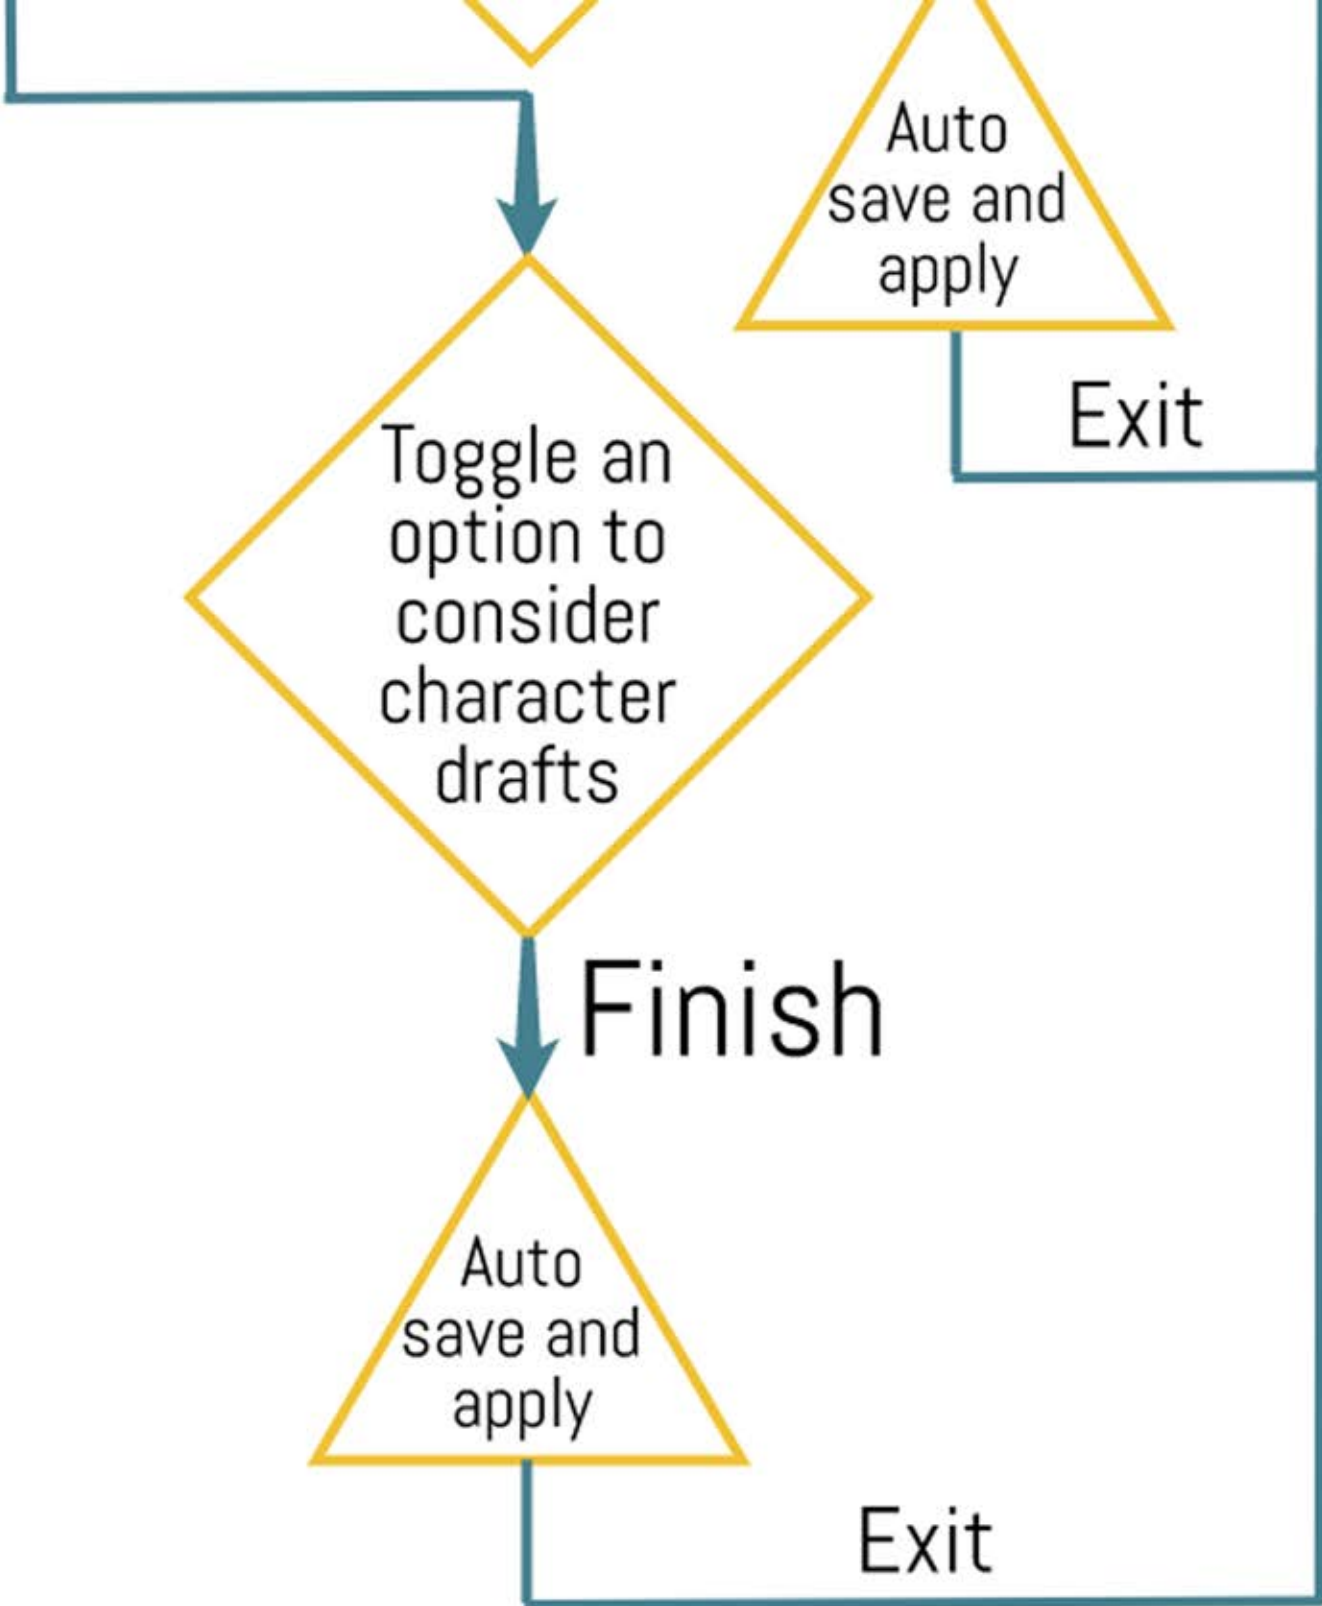 Auto
save and
apply
Exit
Toggle an
option to
consider
character
drafts
Finish
Auto
save and
apply
Exit